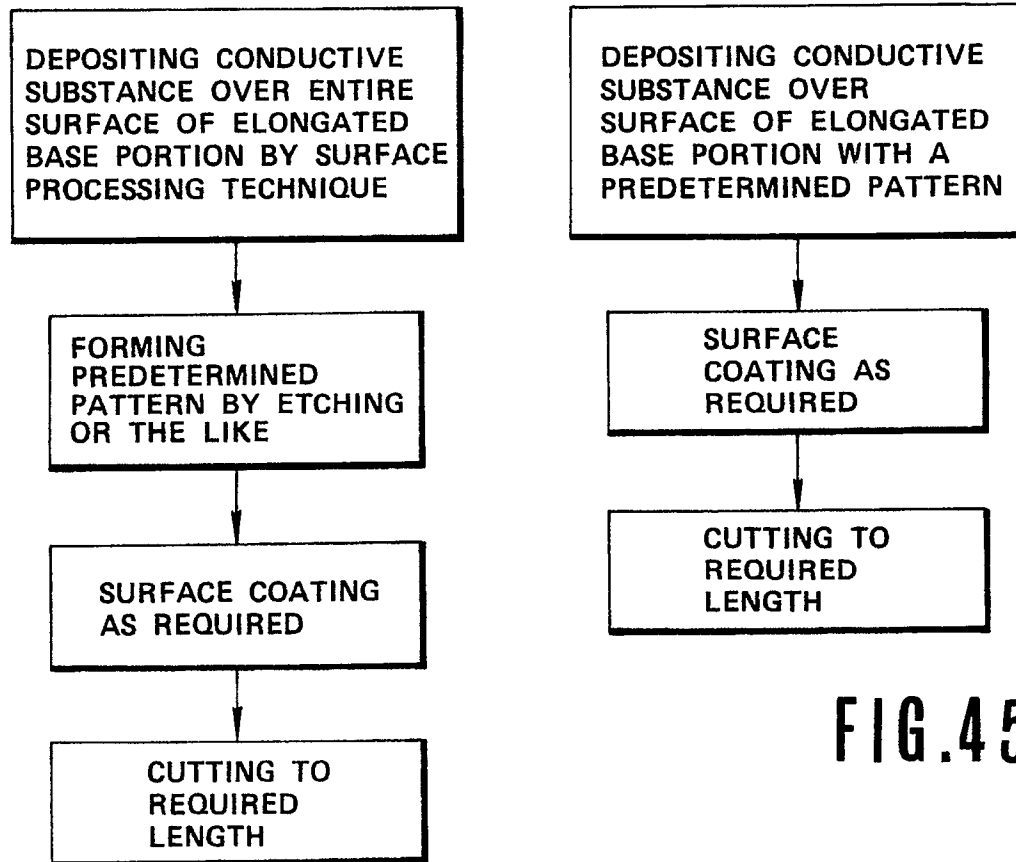 DEPOSITING CONDUCTIVE
SUBSTANCE OVER ENTIRE
SURFACE OF ELONGATED
BASE PORTION BY SURFACE
PROCESSING TECHNIQUE
FORMING
PREDETERMINED
PATTERN BY ETCHING
OR THE LIKE
SURFACE COATING
AS REQUIRED
CUTTING TO
REQUIRED
LENGTH
DEPOSITING CONDUCTIVE
SUBSTANCE OVER
SURFACE OF ELONGATED
BASE PORTION WITH A
PREDETERMINED PATTERN
SURFACE
COATING AS
REQUIRED
CUTTING TO
REQUIRED
LENGTH
FIG.45